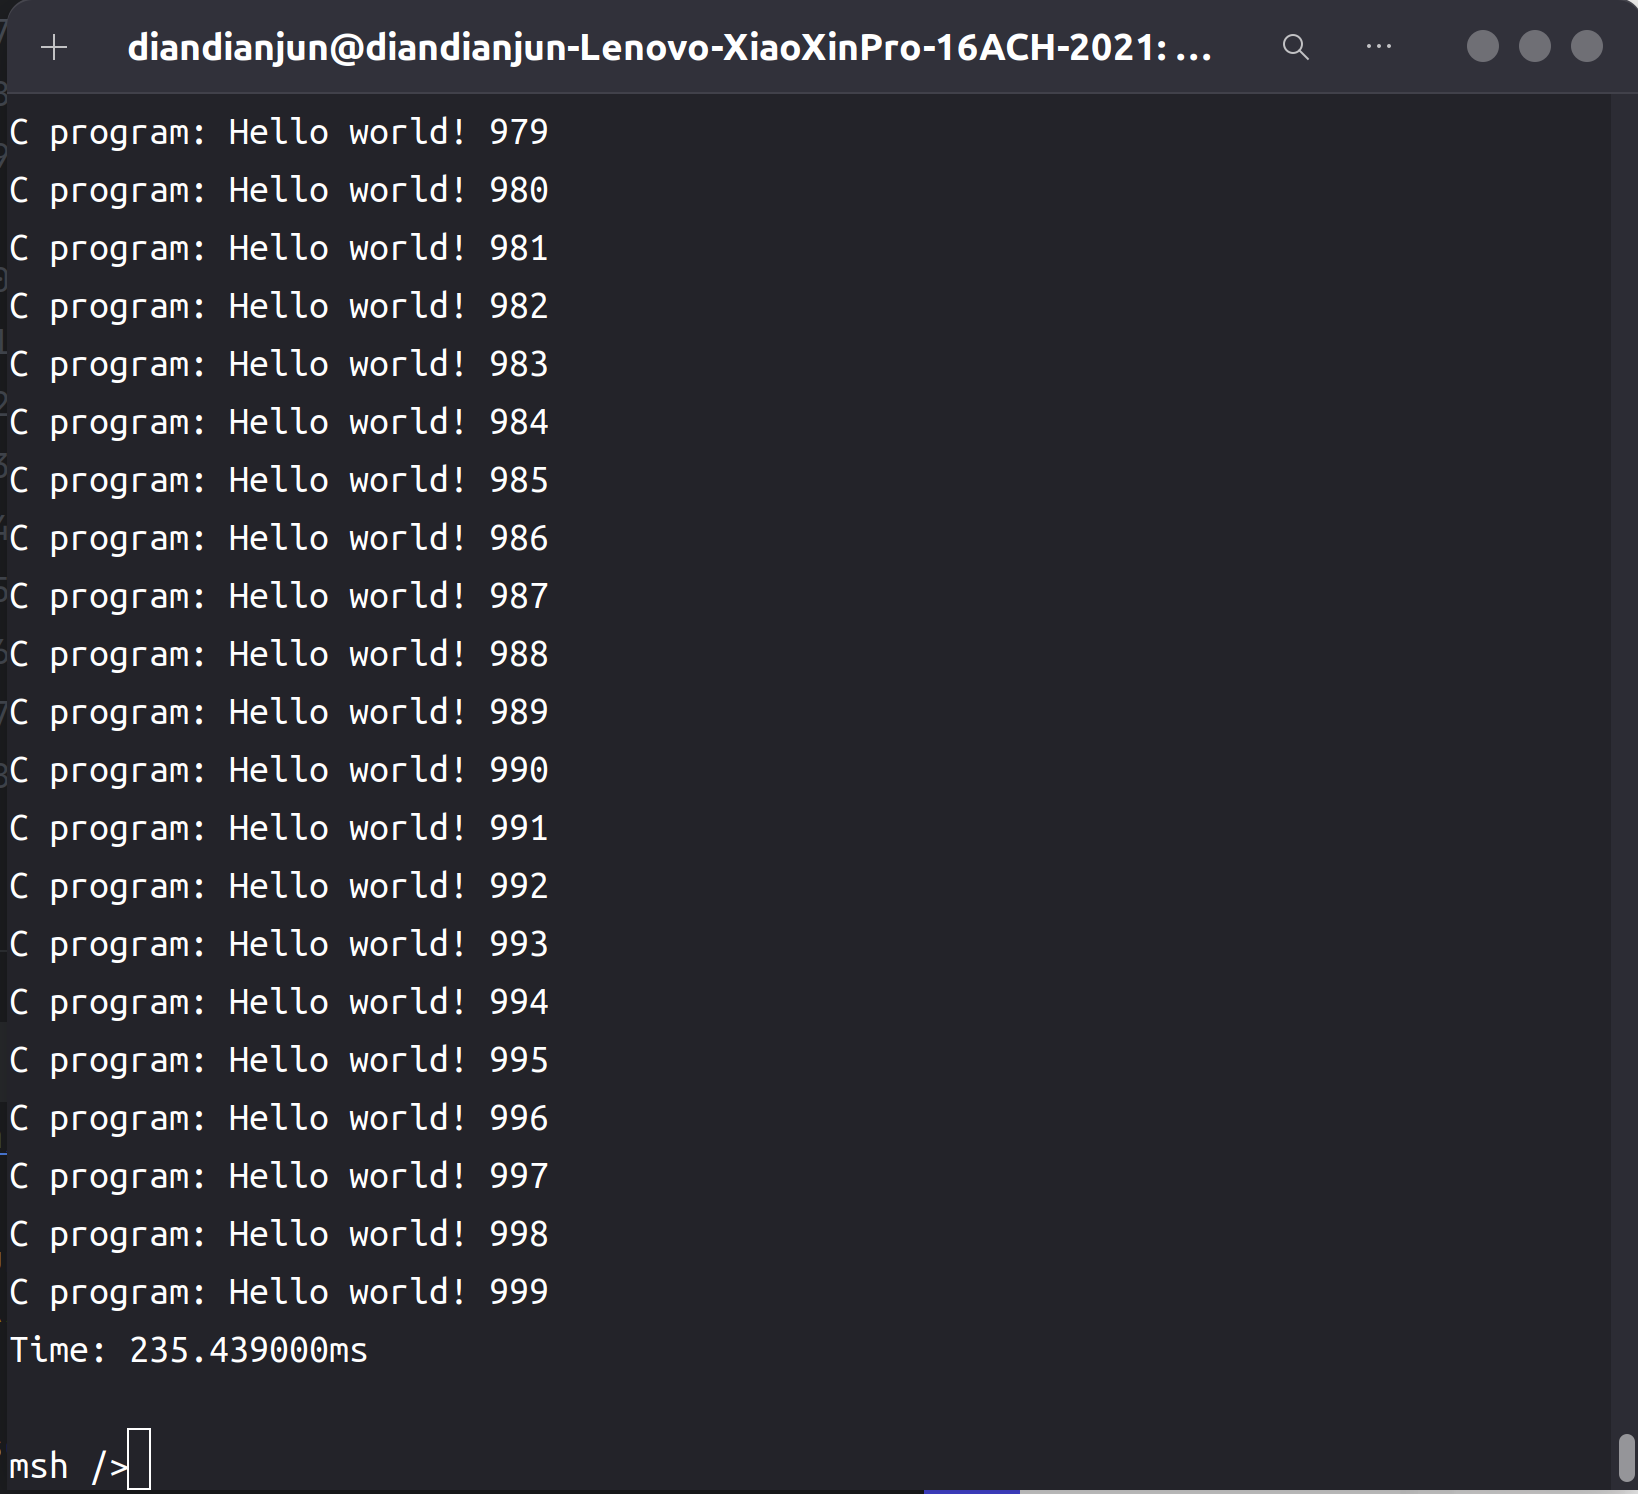 diandianjun@diandianjun-Lenovo-XiaoXinPro-16ACH-2021: ...
C program: Hello world! 979
C program: Hello world! 980
C program: Hello world! 981
C program: Hello world! 982
C program: Hello world! 983
C program: Hello world! 984
C program: Hello world! 985
C program: Hello world! 986
C program: Hello world! 987
C program: Hello world! 988
C program: Hello world! 989
C program: Hello world! 990
C program: Hello world! 991
C program: Hello world! 992
C program: Hello world! 993
C program: Hello world! 994
C program: Hello world! 995
C program: Hello world! 996
C program: Hello world! 997
C program: Hello world! 998
C program: Hello world! 999
Time: 235.439000ms
msh />